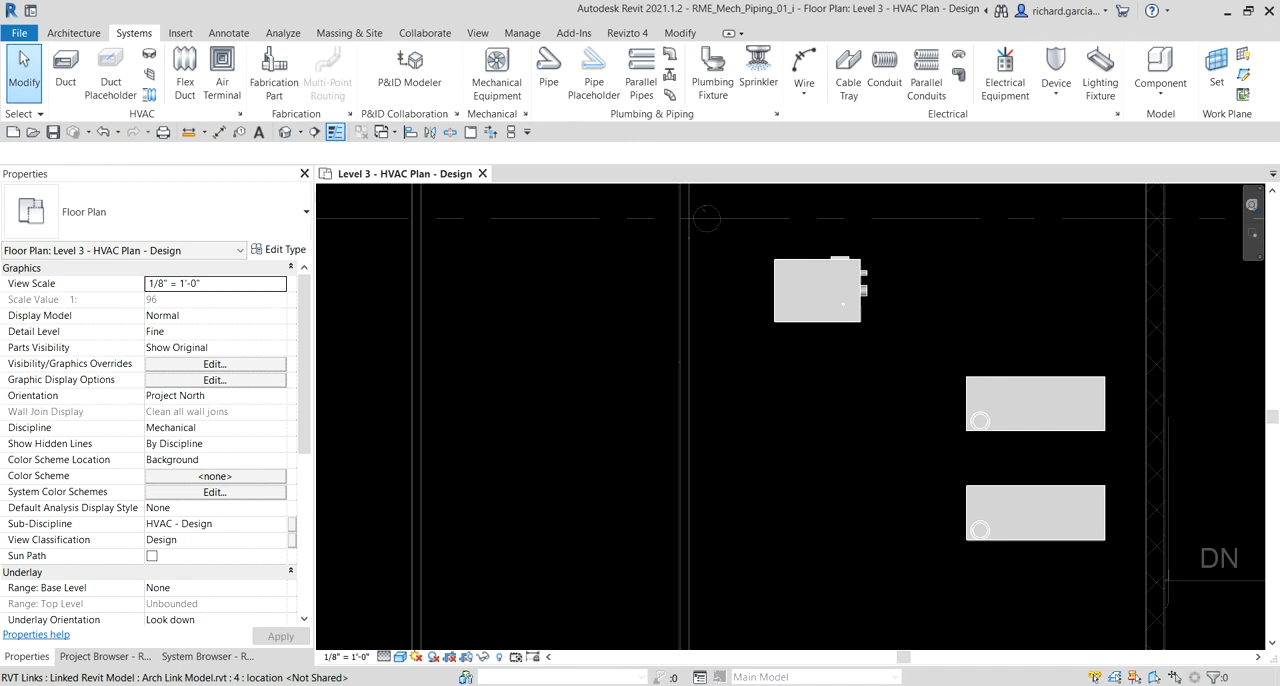 Autodesk Revit 2021.1.2 - RME_Mech_Piping_01_i - Floor Plan: Level 3 - HVAC Plan - Design
richard.garcia...
File Architecture Systems Insert Annotate Analyze Massing & Site Collaborate View Manage Add-Ins Revizto 4 Modify
Modify
Duct
Duct Placeholder
Flex Duct
Air Terminal
Fabrication Part
Multi-Point Routing
P&ID Modeler
Mechanical Equipment
Pipe
Pipe Placeholder
Parallel Pipes
Plumbing Fixture
Sprinkler
Wire
Cable Tray
Conduit
Parallel Conduits
Electrical Equipment
Device
Lighting Fixture
Component
Set
Select HVAC Fabrication P&ID Collaboration Mechanical Plumbing & Piping Electrical Model Work Plane
Properties
Level 3 - HVAC Plan - Design
Floor Plan
Floor Plan: Level 3 - HVAC Plan - Design Edit Type
Graphics
View Scale 1/8" = 1'-0"
Scale Value 1: 96
Display Model Normal
Detail Level Fine
Parts Visibility Show Original
Visibility/Graphics Overrides Edit...
Graphic Display Options Edit...
Orientation Project North
Wall Join Display Clean all wall joins
Discipline Mechanical
Show Hidden Lines By Discipline
Color Scheme Location Background
Color Scheme <none>
System Color Schemes Edit...
Default Analysis Display Style None
Sub-Discipline HVAC - Design
View Classification Design
Sun Path
Underlay
Range: Base Level None
Range: Top Level Unbounded
Underlay Orientation Look down
Properties help Apply
DN
Properties Project Browser - R... System Browser - R...
1/8" = 1'-0"
RVT Links : Linked Revit Model : Arch Link Model.rvt : 4 : location <Not Shared>
:0
Main Model
:0